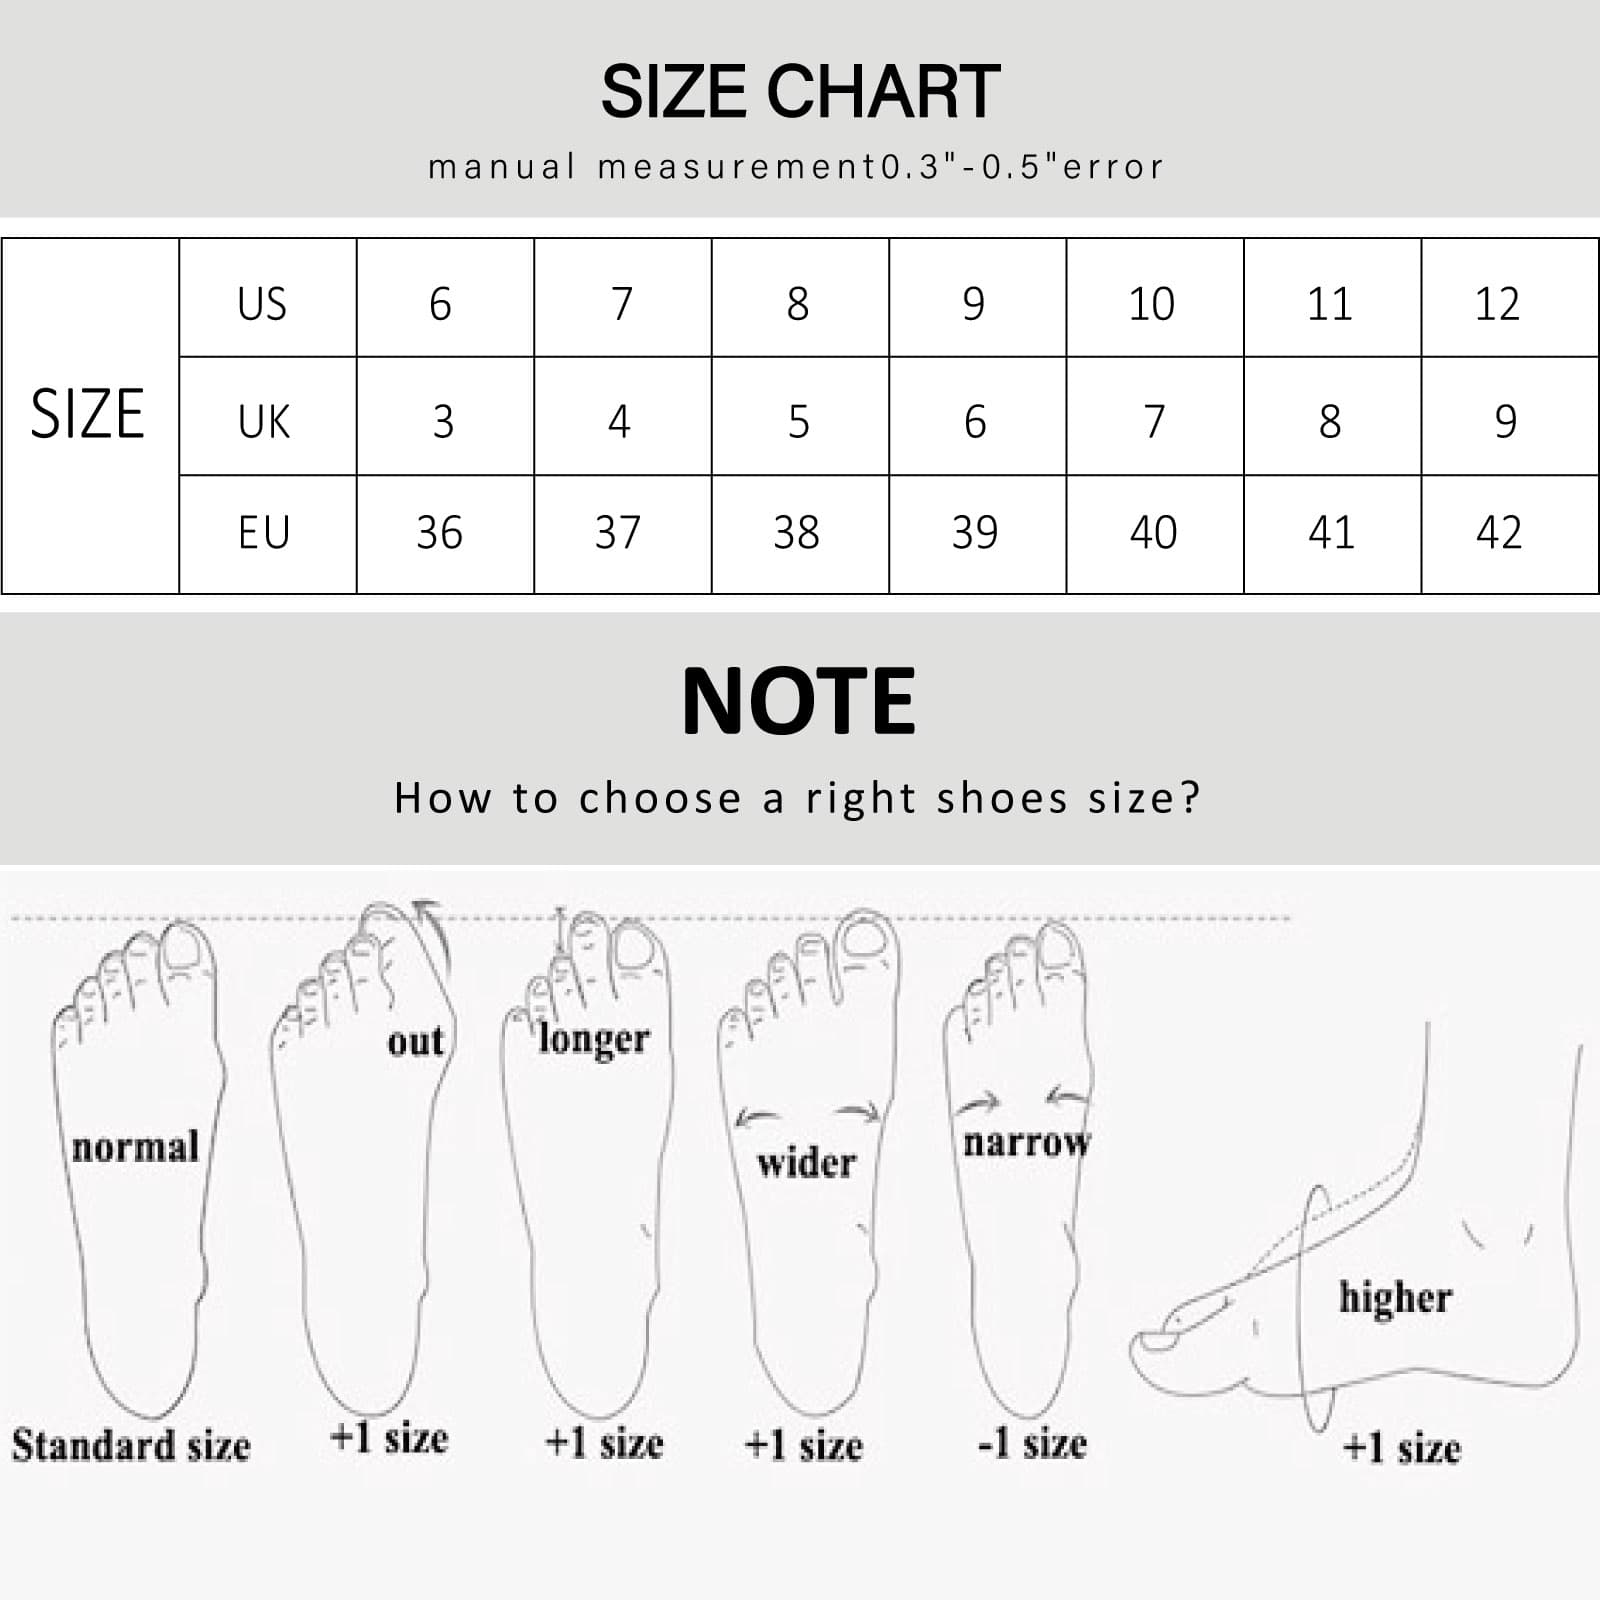 SIZE CHART
manual measurement0.3"-0.5"error
SIZE
US 6 7 8 9 10 11 12
UK 3 4 5 6 7 8 9
EU 36 37 38 39 40 41 42
NOTE
How to choose a right shoes size?
normal
out
longer
wider
narrow
higher
Standard size
+1 size
+1 size
+1 size
-1 size
+1 size